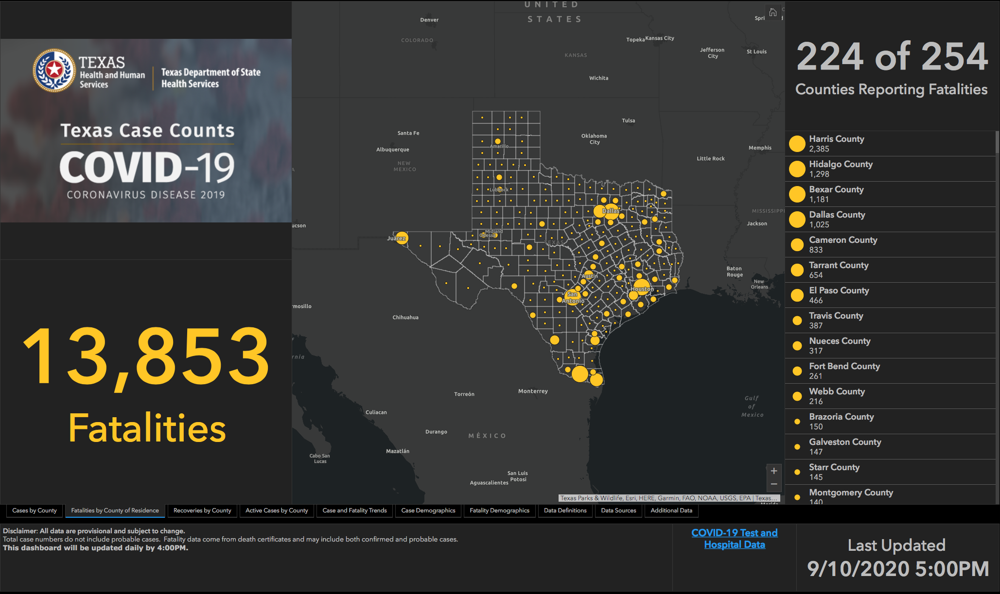 TEXAS
Health and Human
Services
Texas Department of State
Health Services
Texas Case Counts
COVID-19
CORONAVIRUS DISEASE 2019
13,853
Fatalities
UNITED
STATES
Denver
COLORADO
Topeka
Kansas City
KANSAS
Jefferson
City
St Louis
Wichita
Santa Fe
Albuquerque
NEW
MEXICO
Tulsa
Oklahoma
City
Memphis
Little Rock
Amarillo
Lubbock
MISSISSIPPI
Jackson
ucson
Dallas
Juárez
Midland
Odessa
TEXAS
Baton
Rouge
New
Orleans
Austin
Houston
San
Antonio
rmosillo
Chihuahua
rnia
Torreón
Monterrey
Gulf
of
Mexico
Culiacan
Durango
MÉXICO
Mazatlán
Cabo San
Lucas
San Luis
Potosi
Aguascalientes
+
−
Texas Parks & Wildlife, Esri, HERE, Garmin, FAO, NOAA, USGS, EPA | Texas...
224 of 254
Counties Reporting Fatalities
Harris County
2,385
Hidalgo County
1,298
Bexar County
1,181
Dallas County
1,025
Cameron County
833
Tarrant County
654
El Paso County
466
Travis County
387
Nueces County
317
Fort Bend County
261
Webb County
216
Brazoria County
150
Galveston County
147
Starr County
145
Montgomery County
140
Cases by County
Fatalities by County of Residence
Recoveries by County
Active Cases by County
Case and Fatality Trends
Case Demographics
Fatality Demographics
Data Definitions
Data Sources
Additional Data
Disclaimer: All data are provisional and subject to change.
Total case numbers do not include probable cases. Fatality data come from death certificates and may include both confirmed and probable cases.
This dashboard will be updated daily by 4:00PM.
COVID-19 Test and
Hospital Data
Last Updated
9/10/2020 5:00PM